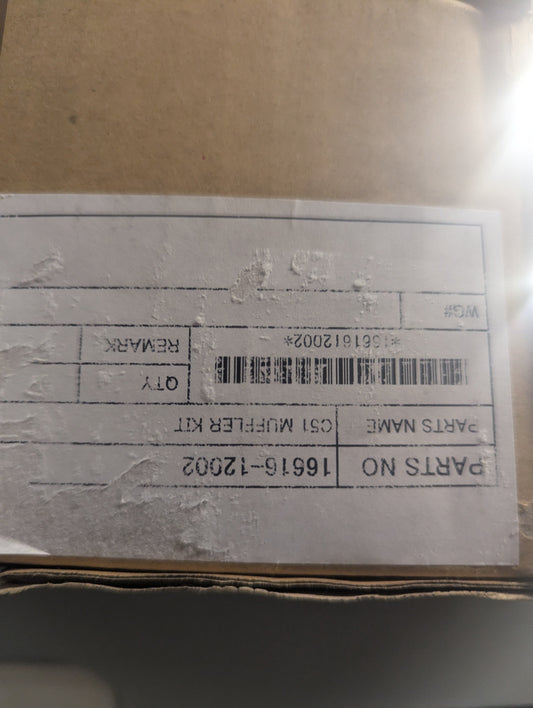 PARTS NO 16616-12002
PARTS NAME C51 MUFFLER KIT
QTY
*1661612002* REMARK
WG#